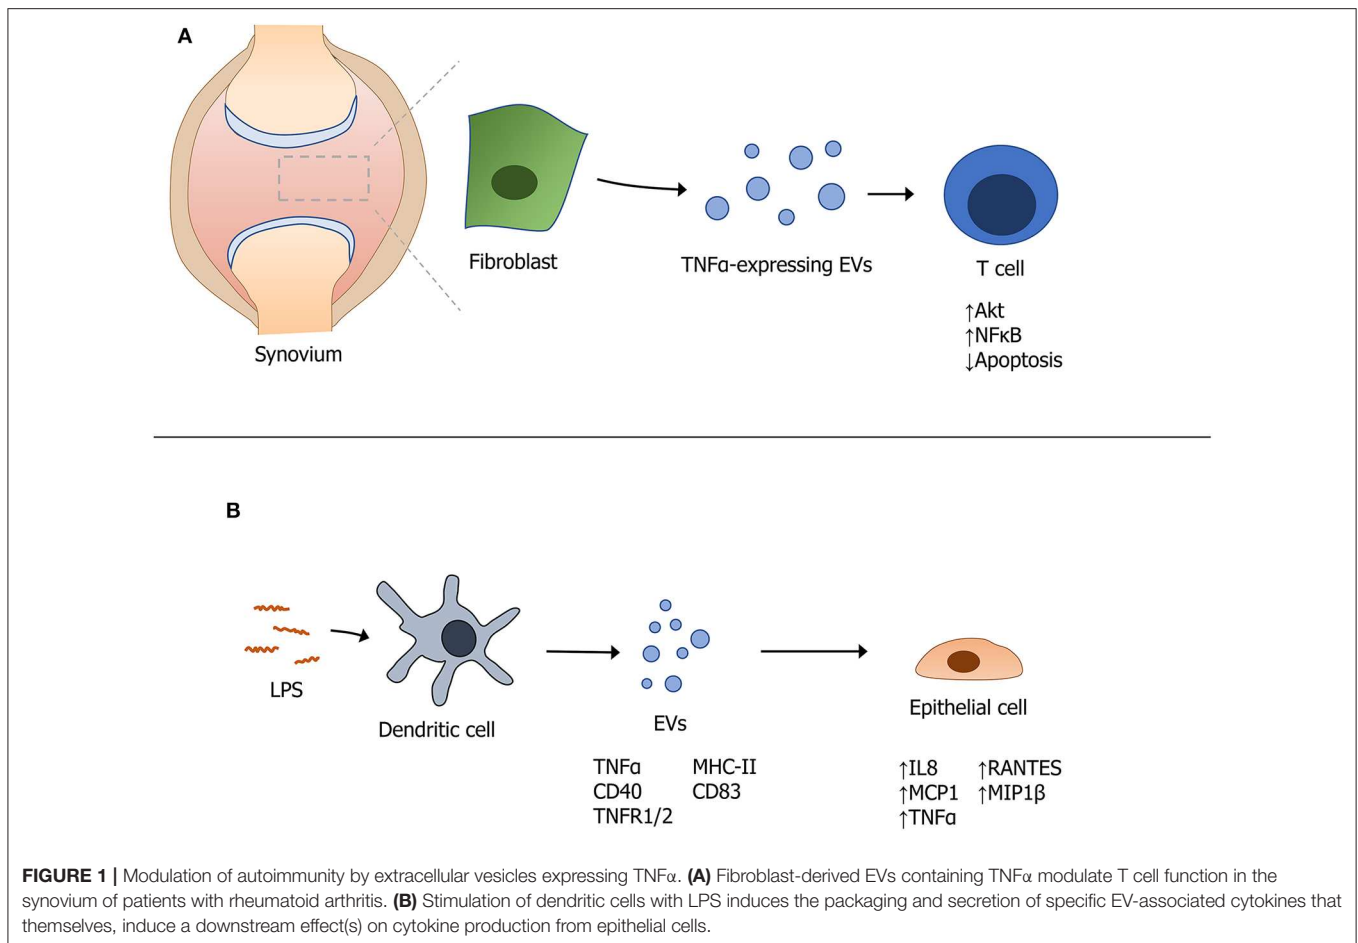 A
Fibroblast
TNFα-expressing EVs
T cell
↑Akt
↑NFκB
↓Apoptosis
Synovium
B
LPS
Dendritic cell
EVs
TNFα MHC-II
CD40 CD83
TNFR1/2
Epithelial cell
↑IL8 ↑RANTES
↑MCP1 ↑MIP1β
↑TNFα
FIGURE 1 | Modulation of autoimmunity by extracellular vesicles expressing TNFα. (A) Fibroblast-derived EVs containing TNFα modulate T cell function in the
synovium of patients with rheumatoid arthritis. (B) Stimulation of dendritic cells with LPS induces the packaging and secretion of specific EV-associated cytokines that
themselves, induce a downstream effect(s) on cytokine production from epithelial cells.